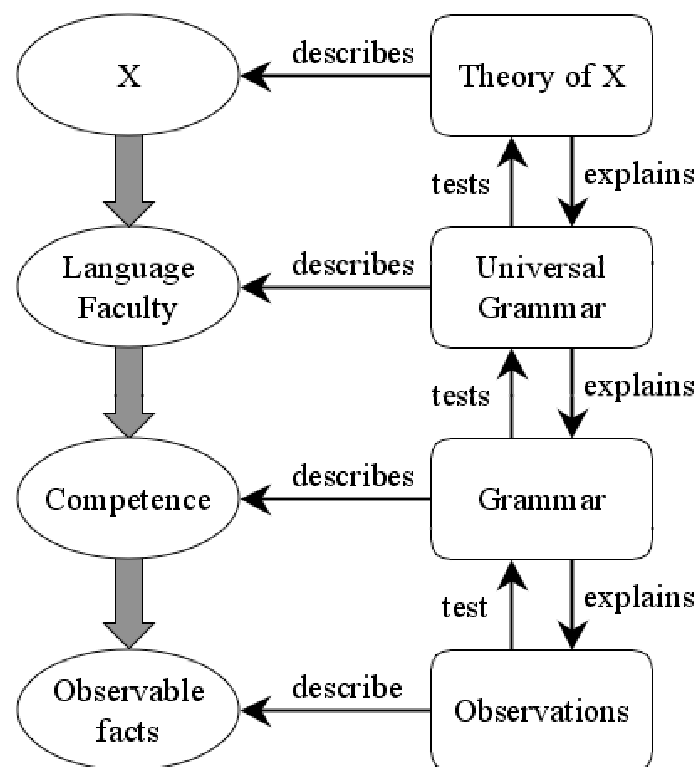 describes
X
Theory of X
tests
explains
Language
Faculty
describes
Universal
Grammar
tests
explains
Competence
describes
Grammar
test
explains
Observable
facts
describe
Observations